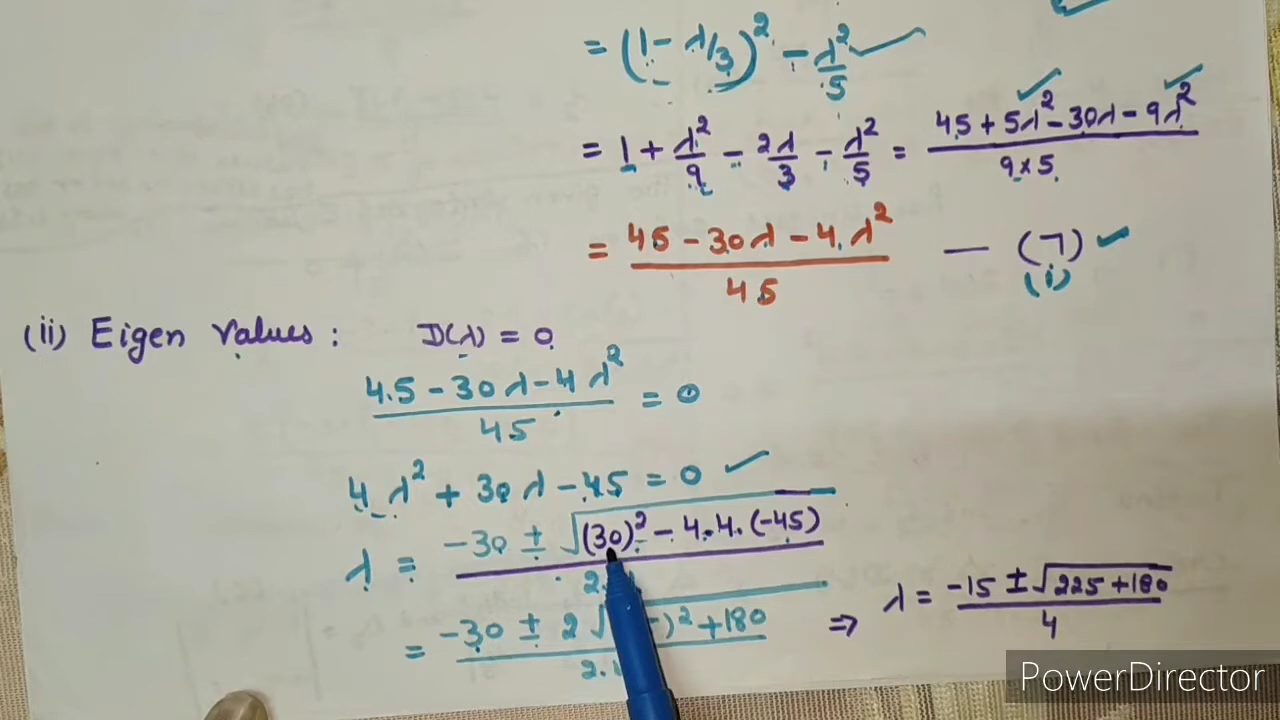 = (1 - λ/3)² - λ²/5
= 1 + λ²/9 - 2λ/3 - λ²/5 = 45 + 5λ² - 30λ - 9λ² / 9×5
= 45 - 30λ - 4λ² / 45 — (7)
(i)
(ii) Eigen Values : D(λ) = 0
45 - 30λ - 4λ² / 45 = 0
4λ² + 30λ - 45 = 0
λ = -30 ± √(30)² - 4.4.(-45) / 2.
= -30 ± 2√ )² + 180 / 2. ⇒ λ = -15 ± √225 + 180 / 4
PowerDirector